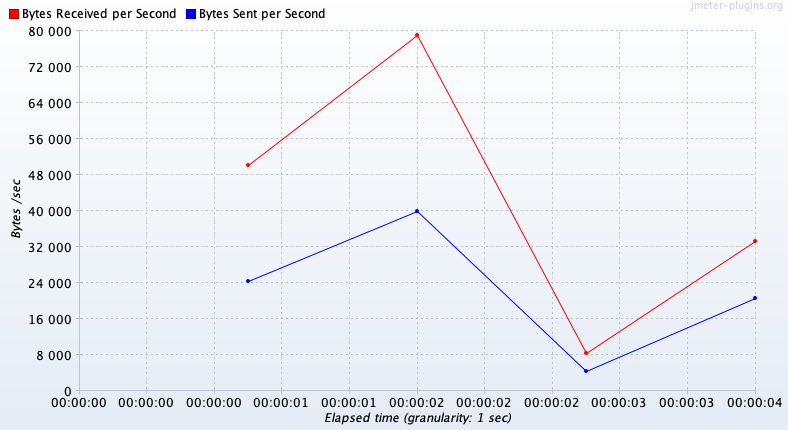 jmeter-plugins.org
Bytes Received per Second Bytes Sent per Second
80 000
72 000
64 000
56 000
48 000
40 000
32 000
24 000
16 000
8 000
0
Bytes /sec
00:00:00 00:00:00 00:00:00 00:00:01 00:00:01 00:00:02 00:00:02 00:00:02 00:00:03 00:00:03 00:00:04
Elapsed time (granularity: 1 sec)